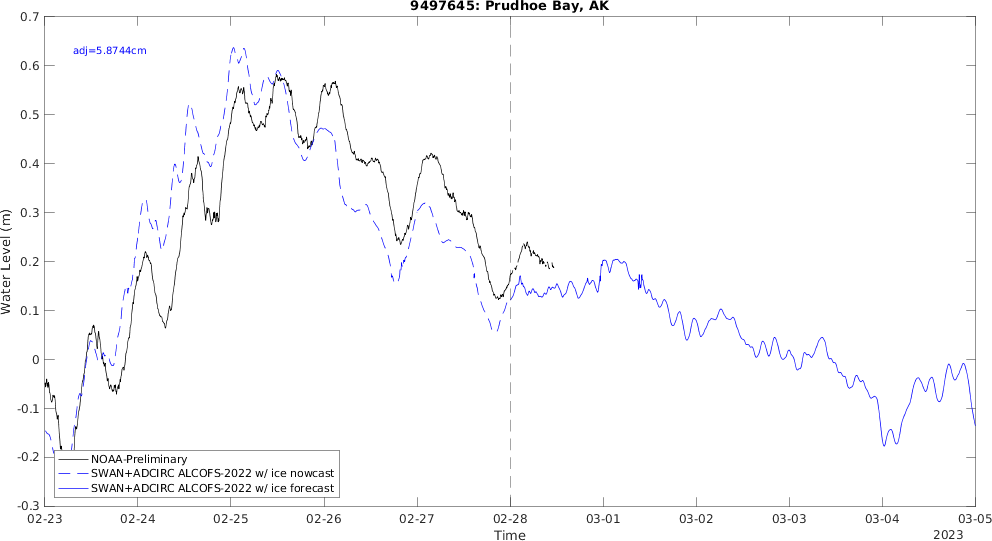 9497645: Prudhoe Bay, AK
adj=5.8744cm
0.7
0.6
0.5
0.4
0.3
0.2
0.1
0
-0.1
-0.2
-0.3
Water Level (m)
NOAA-Preliminary
SWAN+ADCIRC ALCOFS-2022 w/ ice nowcast
SWAN+ADCIRC ALCOFS-2022 w/ ice forecast
02-23 02-24 02-25 02-26 02-27 02-28 03-01 03-02 03-03 03-04 03-05
Time
2023